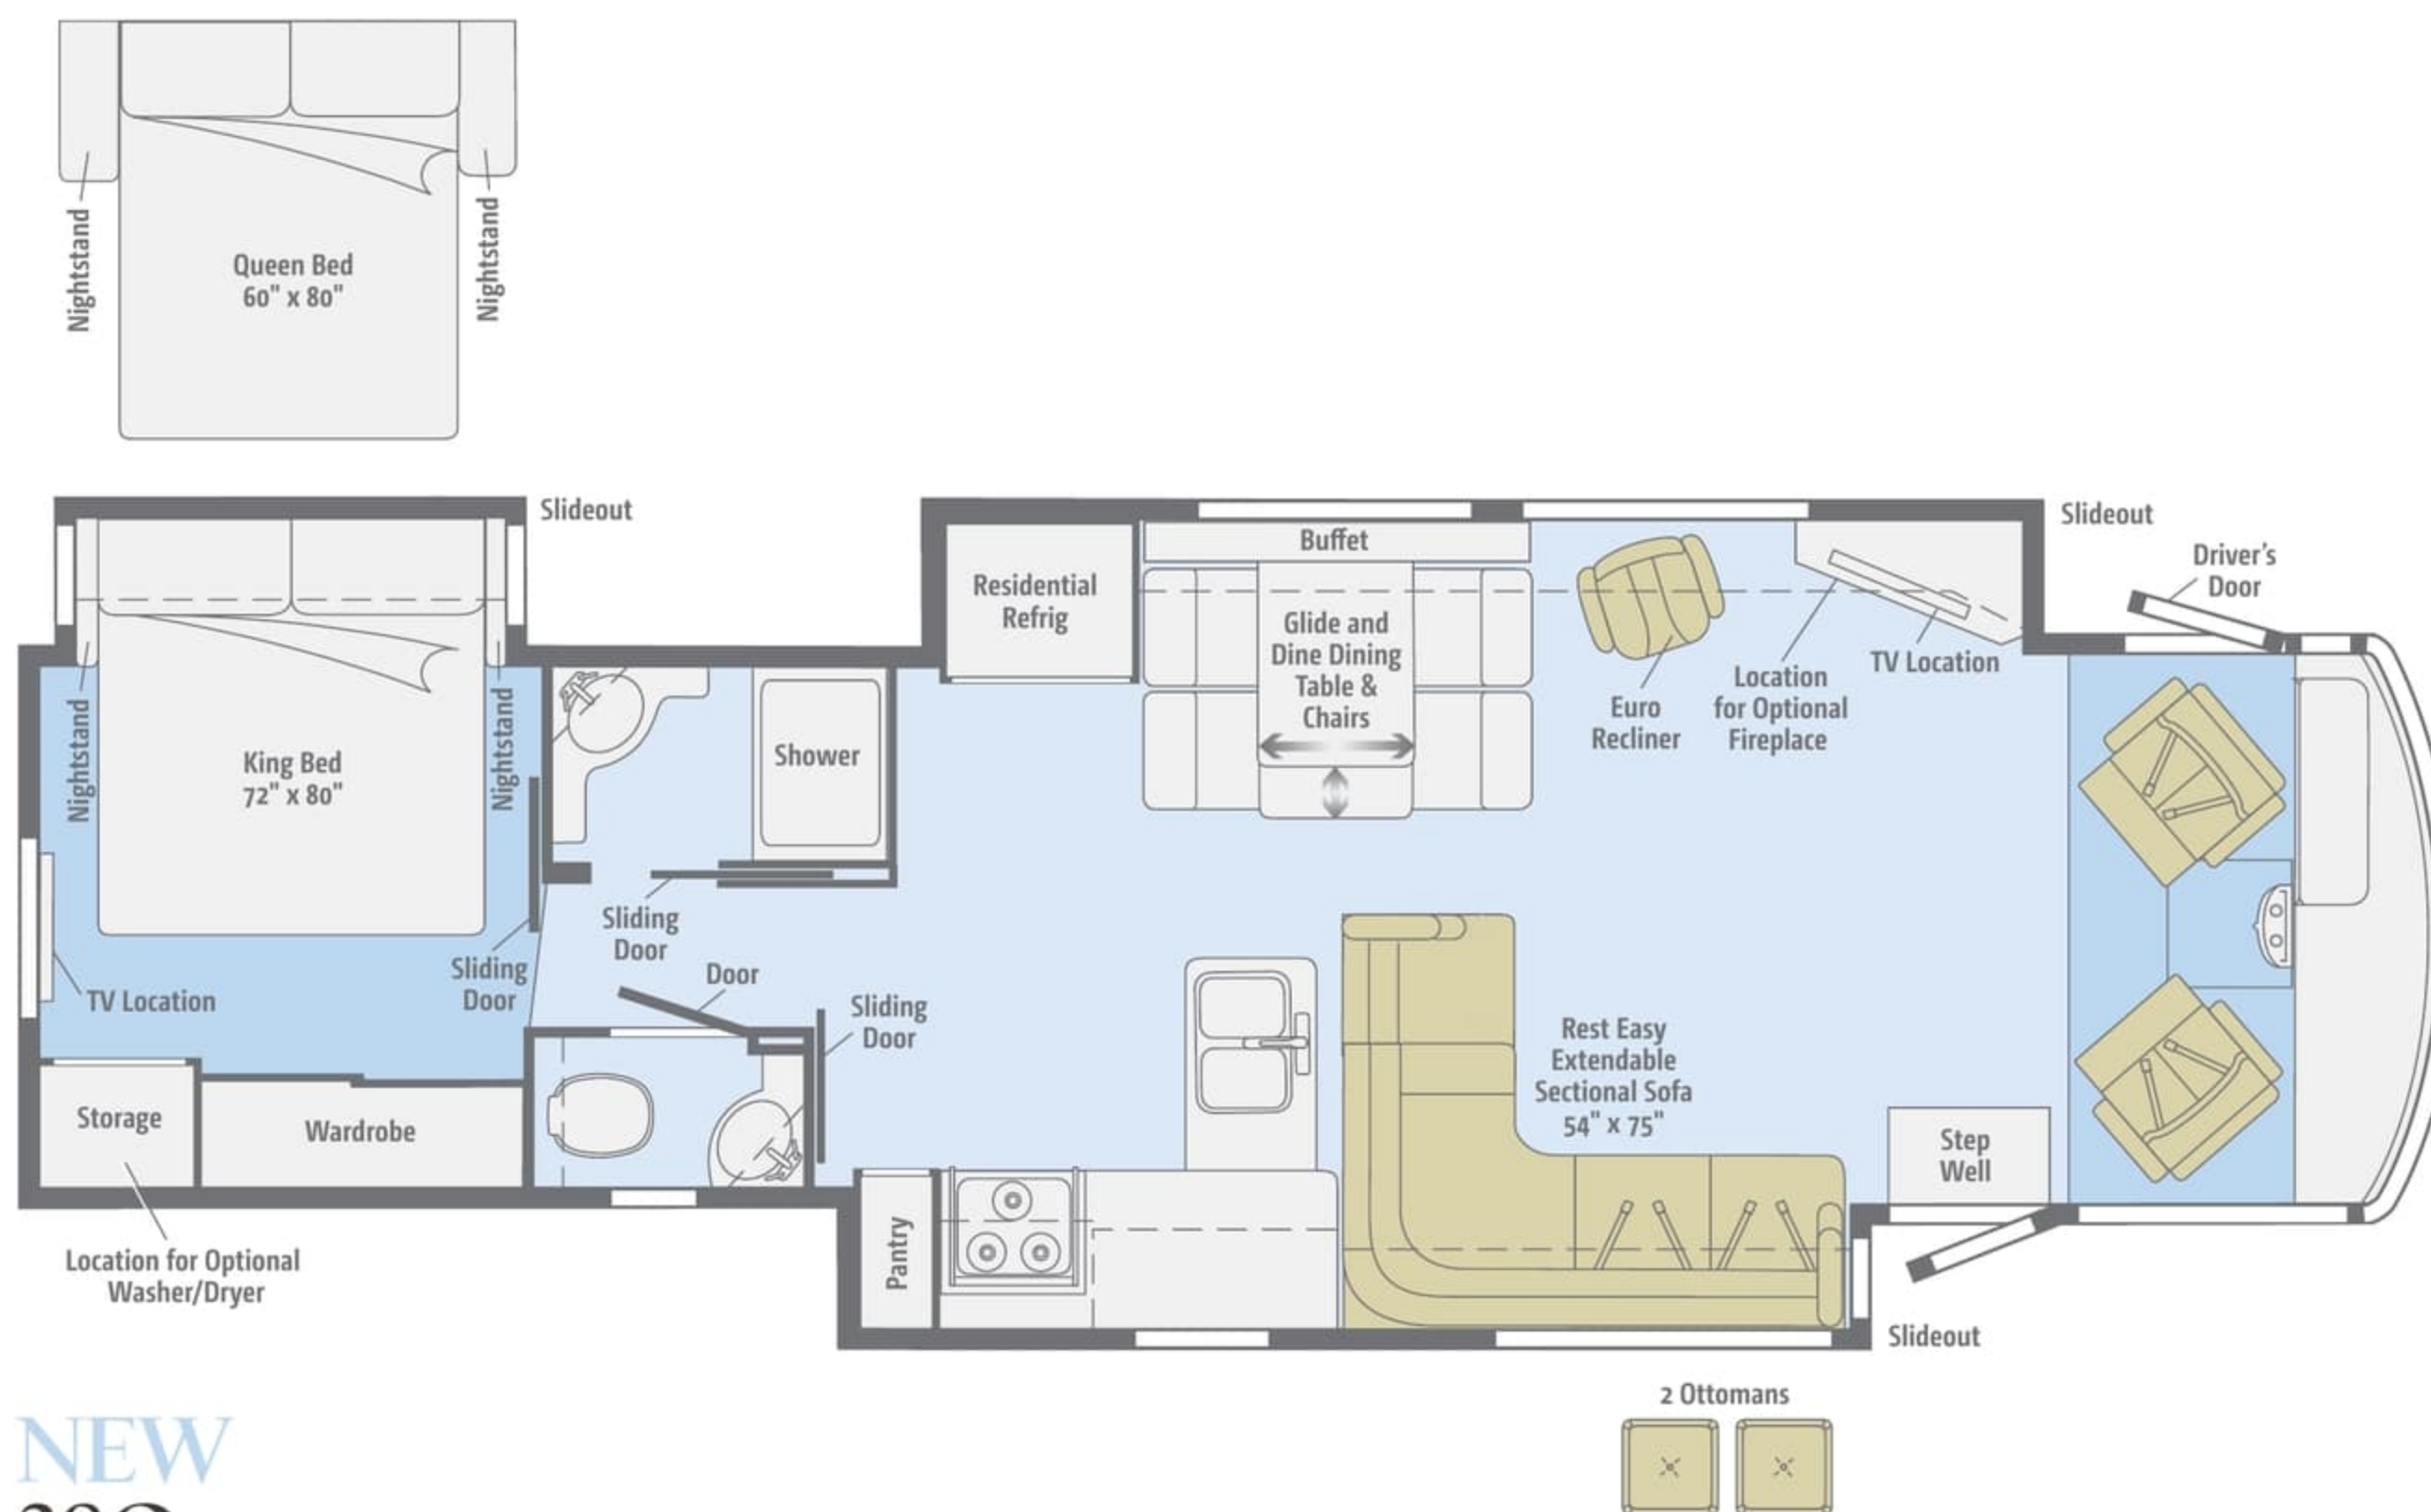 Nightstand
Nightstand
Queen Bed
60" x 80"
Slideout
Slideout
Driver's
Door
Buffet
Residential
Refrig
Glide and
Dine Dining
Table &
Chairs
Euro
Recliner
Location
for Optional
Fireplace
TV Location
Nightstand
Nightstand
King Bed
72" x 80"
Shower
Sliding
Door
Sliding
Door
Door
Sliding
Door
TV Location
Rest Easy
Extendable
Sectional Sofa
54" x 75"
Step
Well
Storage
Wardrobe
Pantry
Location for Optional
Washer/Dryer
Slideout
2 Ottomans
NEW